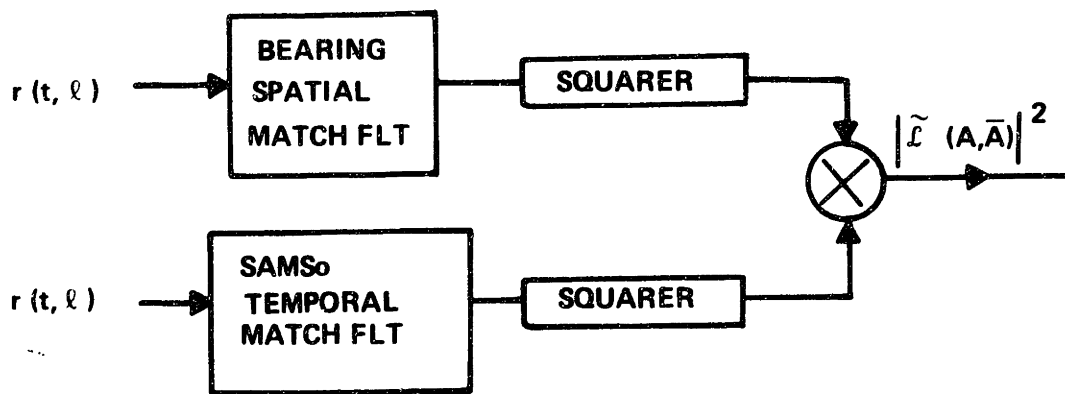 BEARING
SPATIAL
MATCH FLT
r (t, ℓ)
SQUARER
|ℒ̃ (A,A̅)|²
SAMSo
TEMPORAL
MATCH FLT
r (t, ℓ)
SQUARER